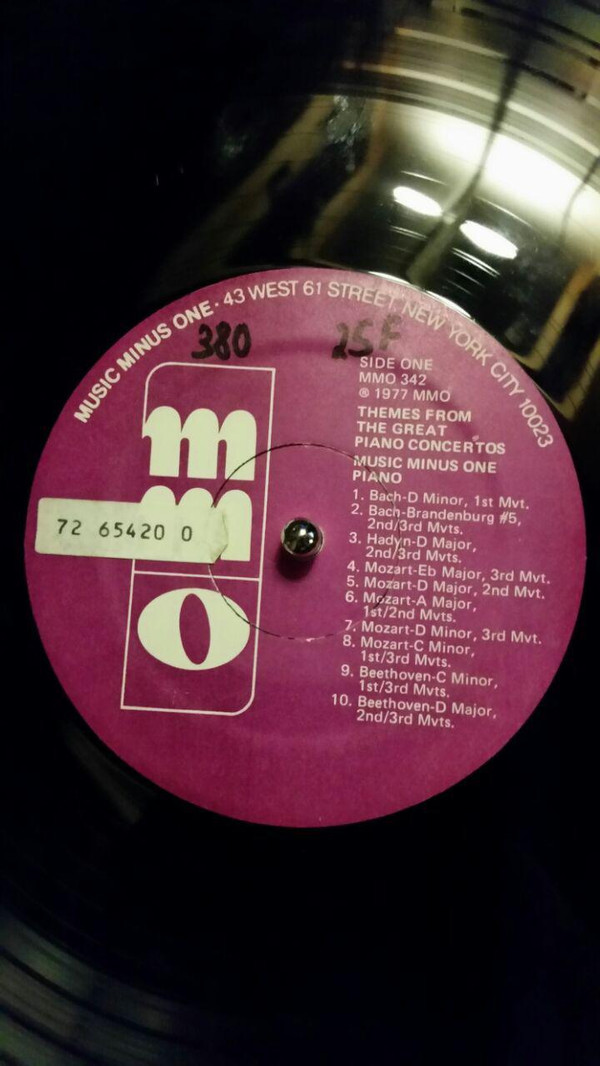 MUSIC MINUS ONE · 43 WEST 61 STREET NEW YORK CITY 10023
380 25F
SIDE ONE
MMO 342
℗ 1977 MMO
THEMES FROM
THE GREAT
PIANO CONCERTOS
MUSIC MINUS ONE
PIANO
1. Bach-D Minor, 1st Mvt.
2. Bach-Brandenburg #5,
2nd/3rd Mvts.
3. Hadyn-D Major,
2nd/3rd Mvts.
4. Mozart-Eb Major, 3rd Mvt.
5. Mozart-D Major, 2nd Mvt.
6. Mozart-A Major,
1st/2nd Mvts.
7. Mozart-D Minor, 3rd Mvt.
8. Mozart-C Minor,
1st/3rd Mvts.
9. Beethoven-C Minor,
1st/3rd Mvts.
10. Beethoven-D Major,
2nd/3rd Mvts.
m
m
o
72 65420 0